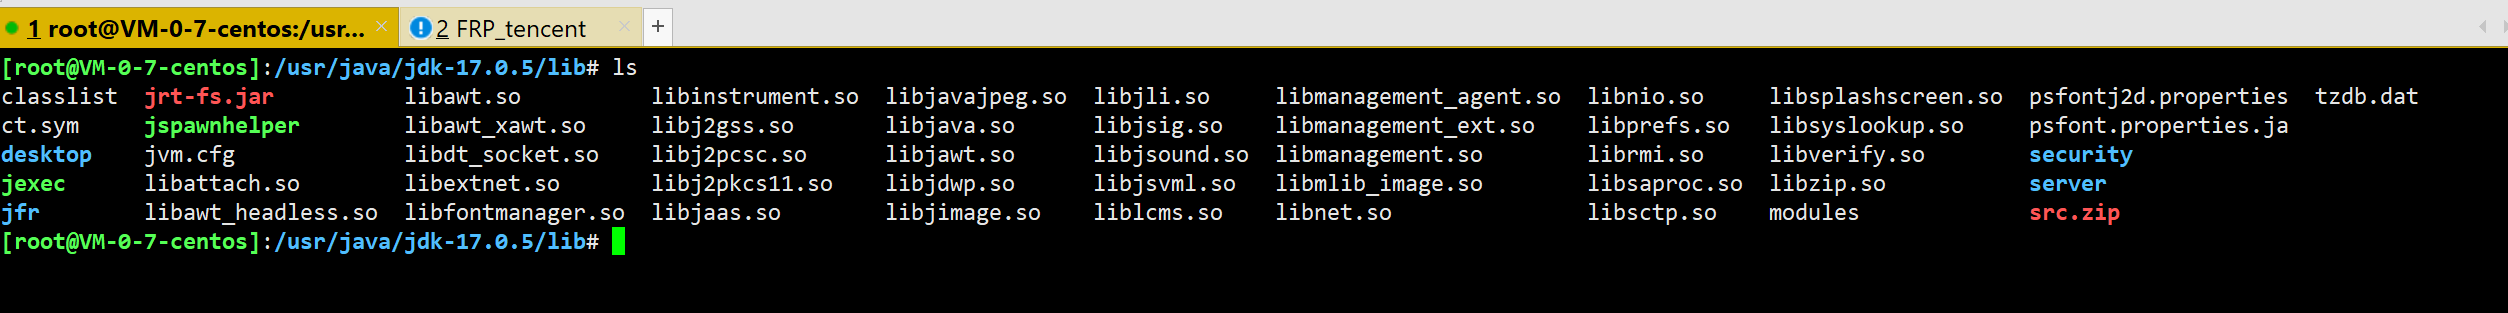 1 root@VM-0-7-centos:/usr... × 2 FRP_tencent × +
[root@VM-0-7-centos]:/usr/java/jdk-17.0.5/lib# ls
classlist jrt-fs.jar libawt.so libinstrument.so libjavajpeg.so libjli.so libmanagement_agent.so libnio.so libsplashscreen.so psfontj2d.properties tzdb.dat
ct.sym jspawnhelper libawt_xawt.so libj2gss.so libjava.so libjsig.so libmanagement_ext.so libprefs.so libsyslookup.so psfont.properties.ja
desktop jvm.cfg libdt_socket.so libj2pcsc.so libjawt.so libjsound.so libmanagement.so librmi.so libverify.so security
jexec libattach.so libextnet.so libj2pkcs11.so libjdwp.so libjsvml.so libmlib_image.so libsaproc.so libzip.so server
jfr libawt_headless.so libfontmanager.so libjaas.so libjimage.so liblcms.so libnet.so libsctp.so modules src.zip
[root@VM-0-7-centos]:/usr/java/jdk-17.0.5/lib#